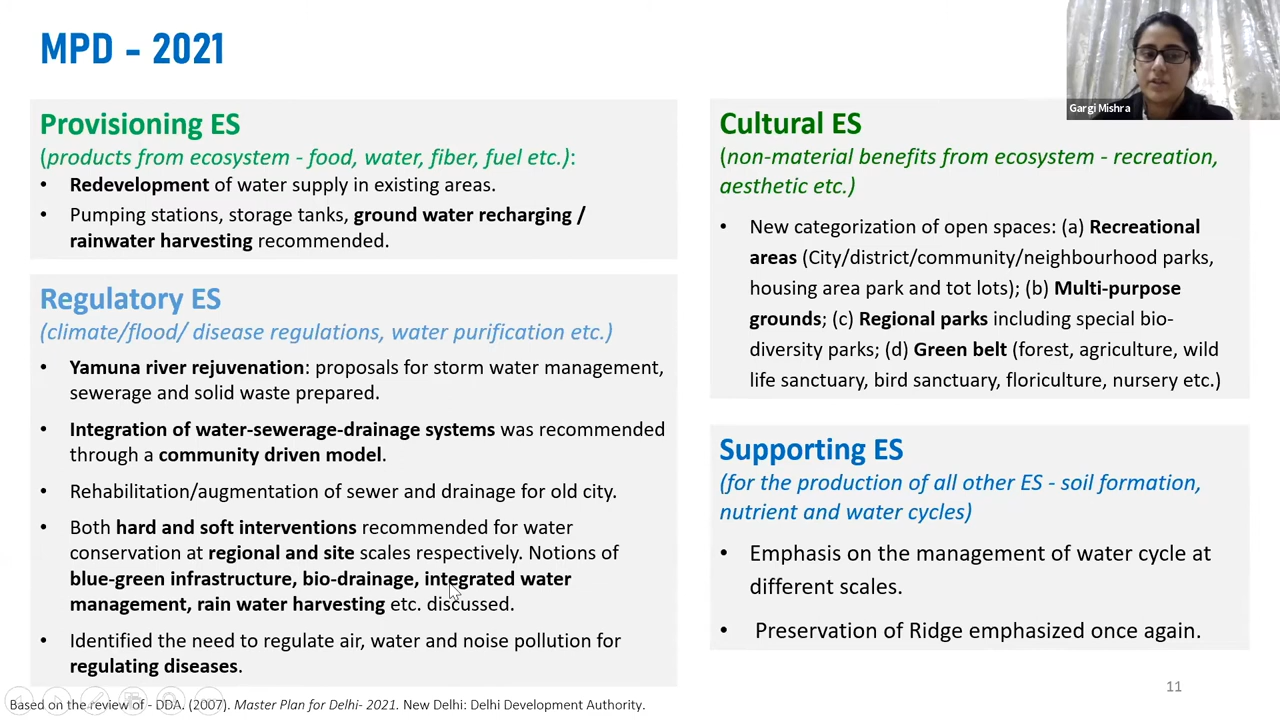 MPD - 2021
Gargi Mishra
Provisioning ES
(products from ecosystem - food, water, fiber, fuel etc.):
• Redevelopment of water supply in existing areas.
• Pumping stations, storage tanks, ground water recharging /
rainwater harvesting recommended.
Regulatory ES
(climate/flood/ disease regulations, water purification etc.)
• Yamuna river rejuvenation: proposals for storm water management,
sewerage and solid waste prepared.
• Integration of water-sewerage-drainage systems was recommended
through a community driven model.
• Rehabilitation/augmentation of sewer and drainage for old city.
• Both hard and soft interventions recommended for water
conservation at regional and site scales respectively. Notions of
blue-green infrastructure, bio-drainage, integrated water
management, rain water harvesting etc. discussed.
• Identified the need to regulate air, water and noise pollution for
regulating diseases.
Cultural ES
(non-material benefits from ecosystem - recreation,
aesthetic etc.)
• New categorization of open spaces: (a) Recreational
areas (City/district/community/neighbourhood parks,
housing area park and tot lots); (b) Multi-purpose
grounds; (c) Regional parks including special bio-
diversity parks; (d) Green belt (forest, agriculture, wild
life sanctuary, bird sanctuary, floriculture, nursery etc.)
Supporting ES
(for the production of all other ES - soil formation,
nutrient and water cycles)
• Emphasis on the management of water cycle at
different scales.
• Preservation of Ridge emphasized once again.
11
Based on the review of - DDA. (2007). Master Plan for Delhi- 2021. New Delhi: Delhi Development Authority.